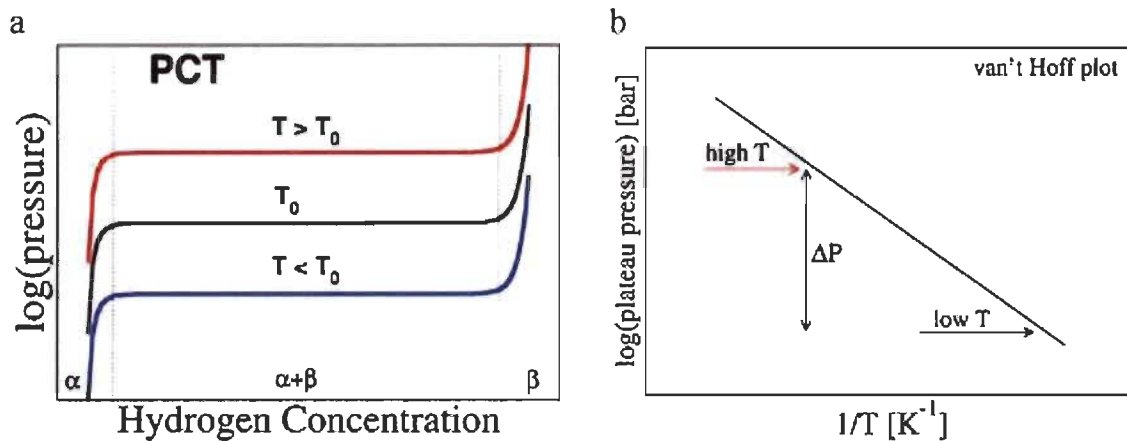 a
PCT
T > T₀
T₀
T < T₀
α
α+β
β
log(pressure)
Hydrogen Concentration
b
van't Hoff plot
high T
ΔP
low T
log(plateau pressure) [bar]
1/T [K⁻¹]